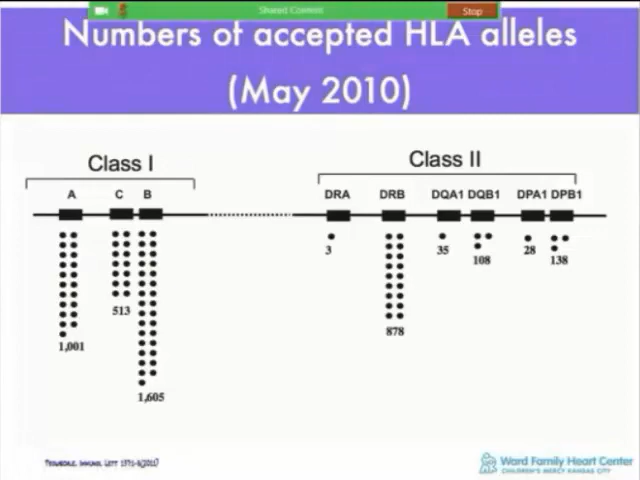 Shared Content
Stop
Numbers of accepted HLA alleles
(May 2010)
Class I
Class II
A C B DRA DRB DQA1 DQB1 DPA1 DPB1
3 35 108 28 138
513
878
1,001
1,605
Ward Family Heart Center
CHILDREN'S MERCY KANSAS CITY